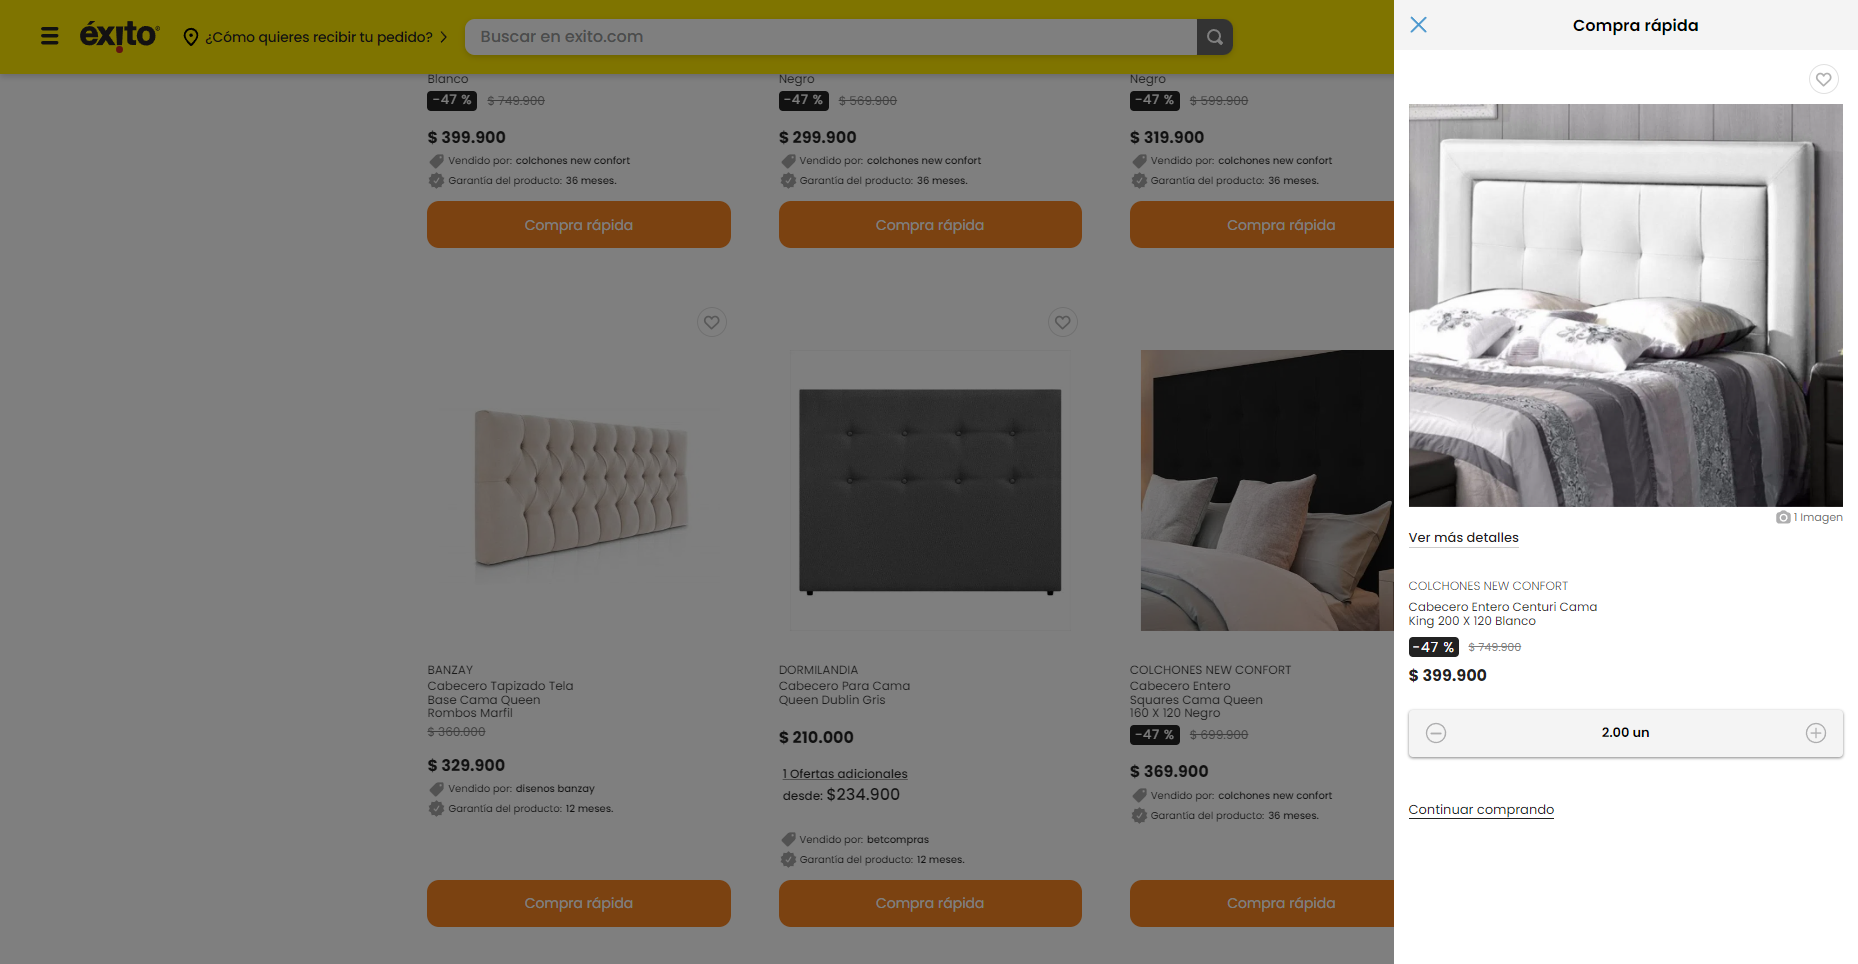 éxito
¿Cómo quieres recibir tu pedido?
Buscar en exito.com
Blanco
-47 % $ 749.900
$ 399.900
Vendido por: colchones new confort
Garantía del producto: 36 meses.
Compra rápida
Negro
-47 % $ 569.900
$ 299.900
Vendido por: colchones new confort
Garantía del producto: 36 meses.
Compra rápida
Negro
-47 % $ 599.900
$ 319.900
Vendido por: colchones new confort
Garantía del producto: 36 meses.
Compra rápida
BANZAY
Cabecero Tapizado Tela
Base Cama Queen
Rombos Marfil
$ 360.000
$ 329.900
Vendido por: disenos banzay
Garantía del producto: 12 meses.
Compra rápida
DORMILANDIA
Cabecero Para Cama
Queen Dublin Gris
$ 210.000
1 Ofertas adicionales
desde: $234.900
Vendido por: betcompras
Garantía del producto: 12 meses.
Compra rápida
COLCHONES NEW CONFORT
Cabecero Entero
Squares Cama Queen
160 X 120 Negro
-47 % $ 699.900
$ 369.900
Vendido por: colchones new confort
Garantía del producto: 36 meses.
Compra rápida
Compra rápida
1 Imagen
Ver más detalles
COLCHONES NEW CONFORT
Cabecero Entero Centuri Cama
King 200 X 120 Blanco
-47 % $ 749.900
$ 399.900
2.00 un
Continuar comprando